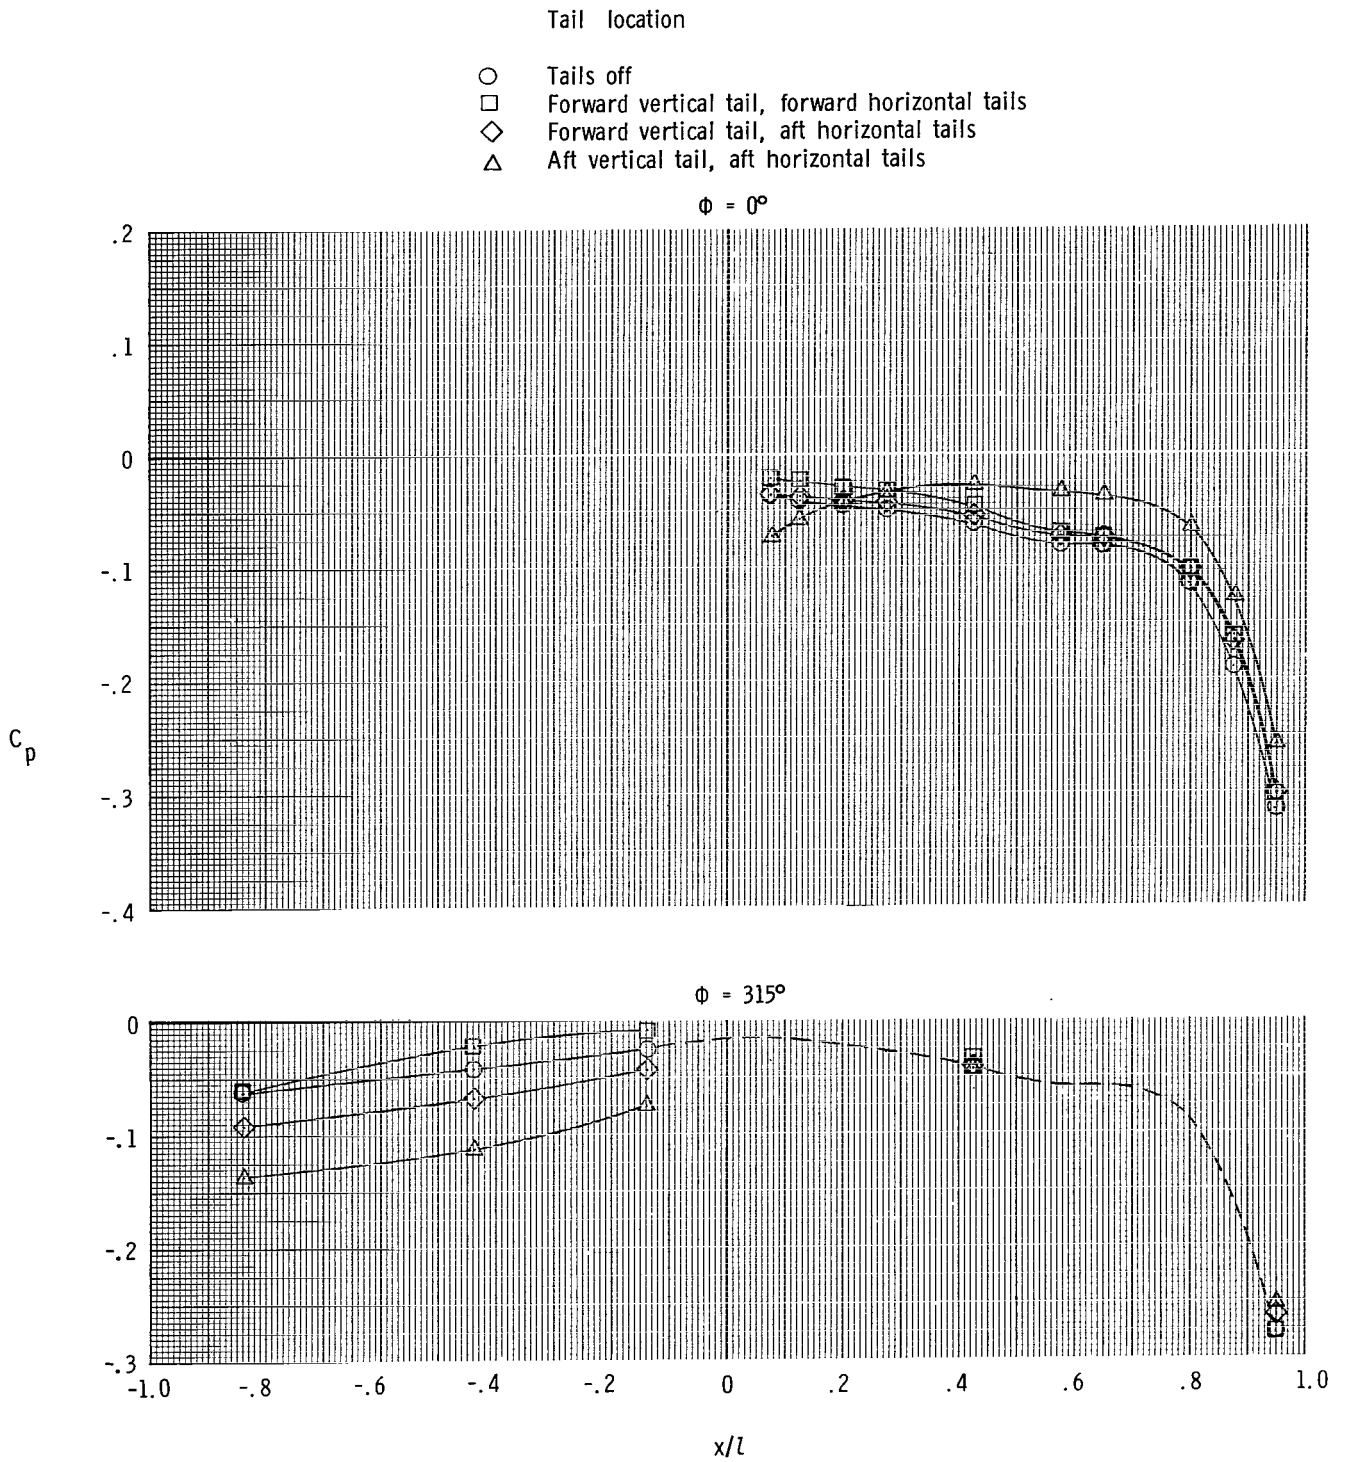 Tail location
Tails off
Forward vertical tail, forward horizontal tails
Forward vertical tail, aft horizontal tails
Aft vertical tail, aft horizontal tails
Φ = 0°
.2
.1
0
-.1
-.2
-.3
-.4
Cp
Φ = 315°
0
-.1
-.2
-.3
-1.0 -.8 -.6 -.4 -.2 0 .2 .4 .6 .8 1.0
x/l